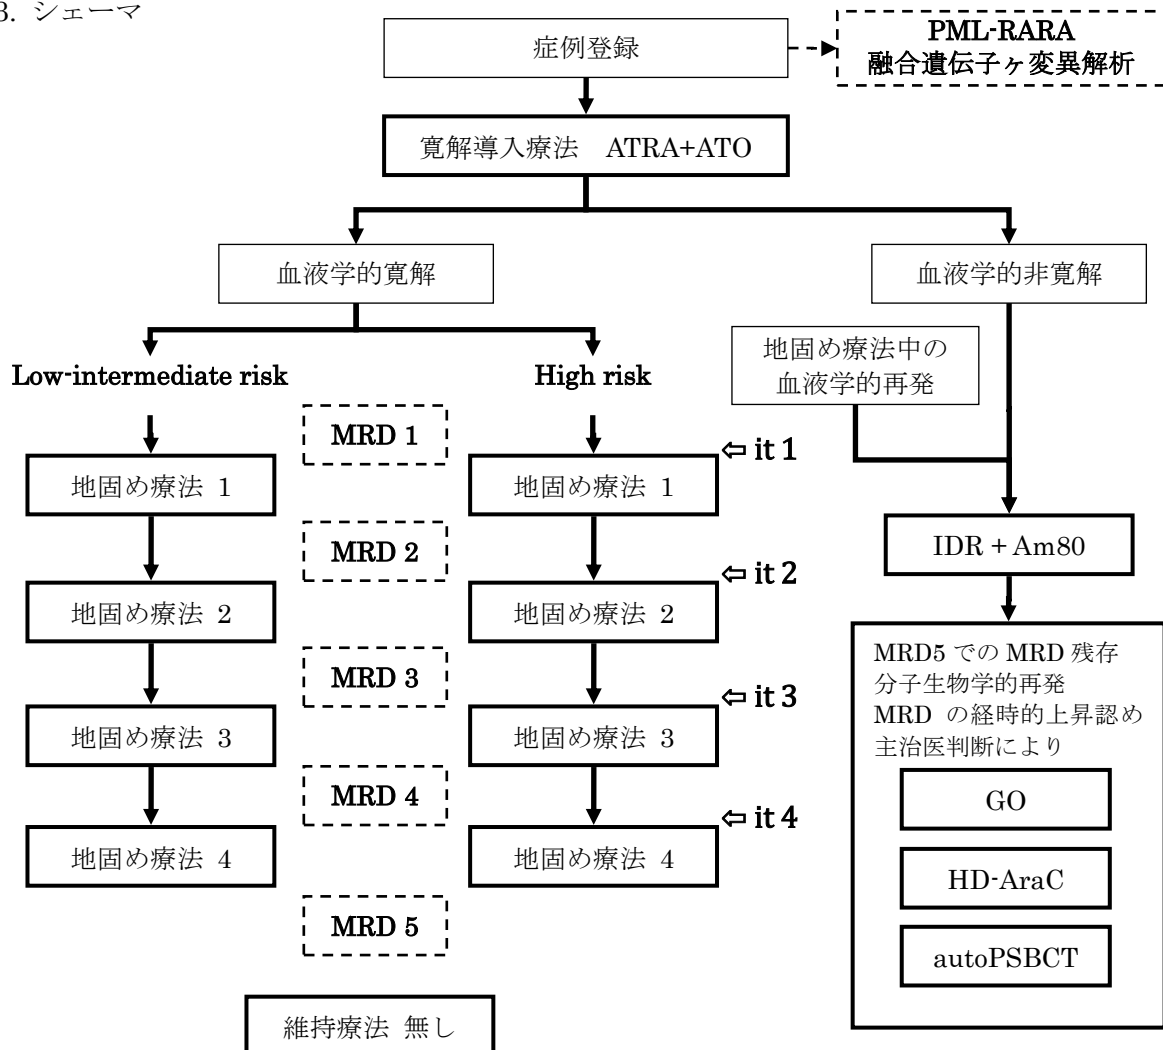 3. シェーマ
症例登録
PML-RARA
融合遺伝子ヶ変異解析
寛解導入療法　ATRA+ATO
血液学的寛解
血液学的非寛解
地固め療法中の
血液学的再発
Low-intermediate risk
High risk
MRD 1
⇦ it 1
地固め療法 1
地固め療法 1
MRD 2
IDR + Am80
⇦ it 2
地固め療法 2
地固め療法 2
MRD 3
⇦ it 3
地固め療法 3
地固め療法 3
MRD 4
⇦ it 4
地固め療法 4
地固め療法 4
MRD 5
維持療法 無し
MRD5 での MRD 残存
分子生物学的再発
MRD の経時的上昇認め
主治医判断により
GO
HD-AraC
autoPSBCT